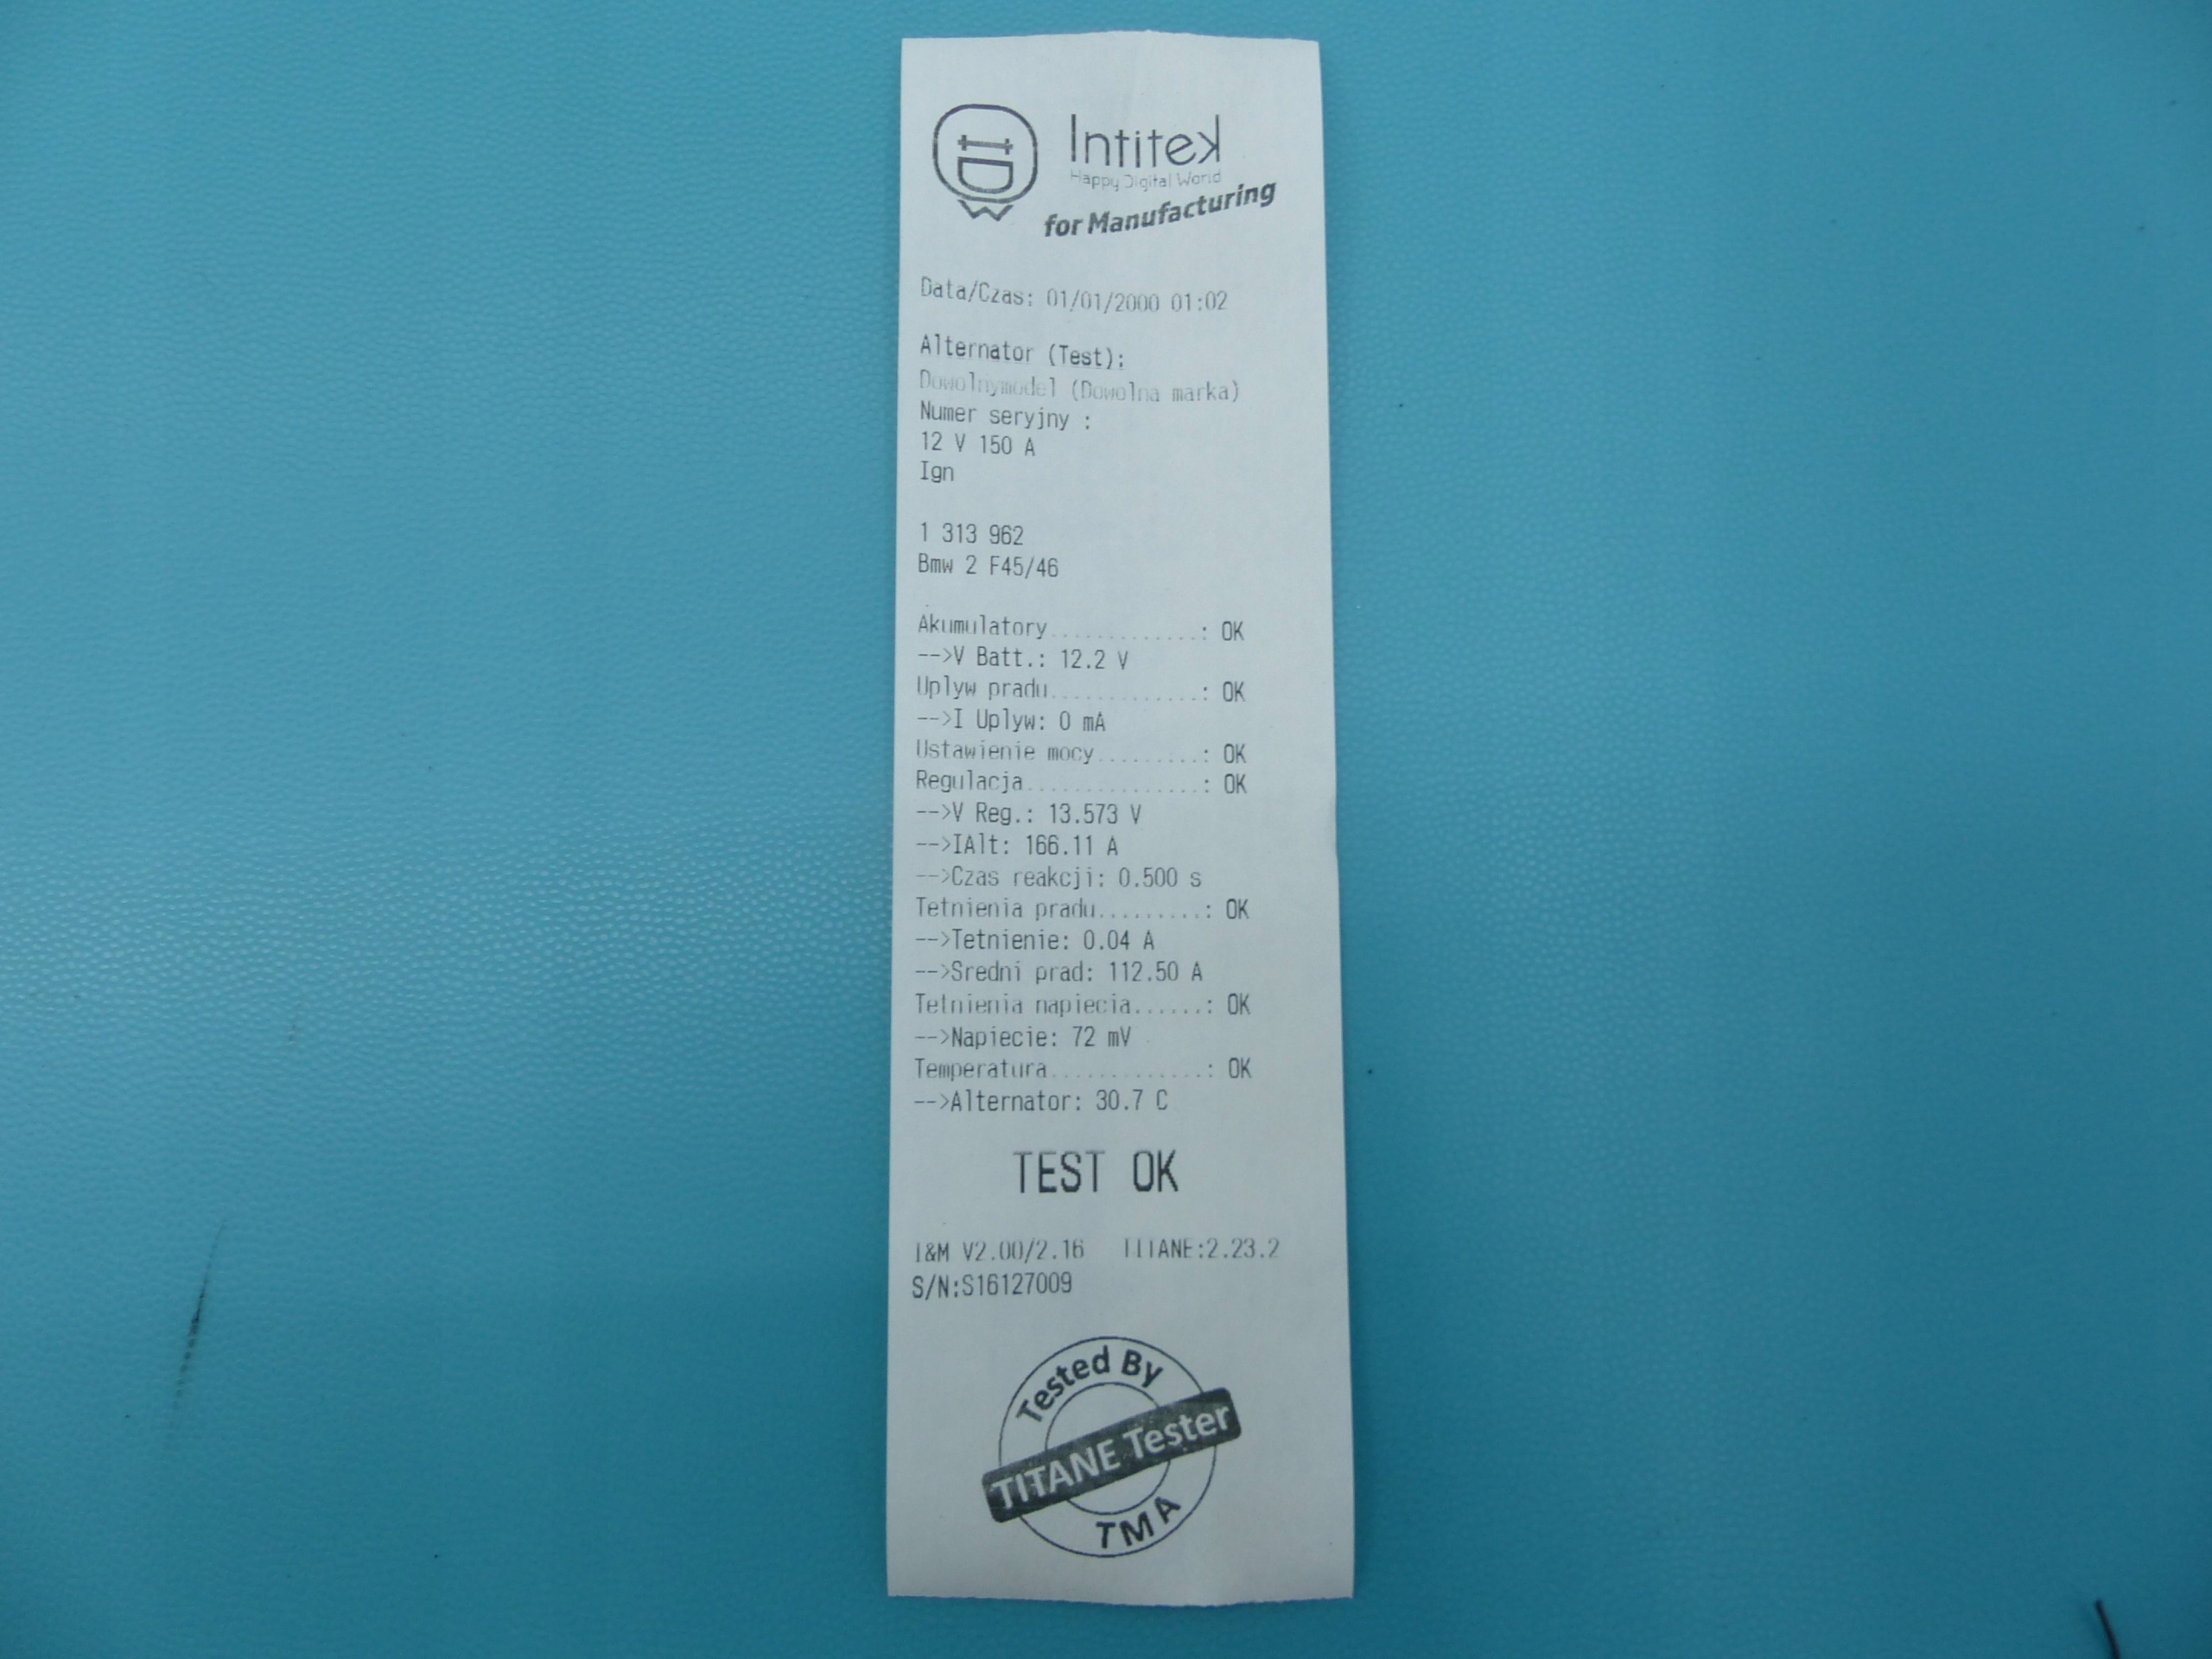 Intitek
Happy Digital World
for Manufacturing
Data/Czas: 01/01/2000 01:02
Alternator (Test):
Dowolnymodel (Dowolna marka)
Numer seryjny :
12 V 150 A
Ign
1 313 962
Bmw 2 F45/46
Akumulatory.............: OK
-->V Batt.: 12.2 V
Uplyw pradu.............: OK
-->I Uplyw: 0 mA
Ustawienie mocy.........: OK
Regulacja...............: OK
-->V Reg.: 13.573 V
-->IAlt: 166.11 A
-->Czas reakcji: 0.500 s
Tetnienia pradu.........: OK
-->Tetnienie: 0.04 A
-->Sredni prad: 112.50 A
Tetnienia napiecia......: OK
-->Napiecie: 72 mV
Temperatura.............: OK
-->Alternator: 30.7 C
TEST OK
I&M V2.00/2.16 TITANE:2.23.2
S/N:S16127009
Tested By
TITANE Tester
TMA